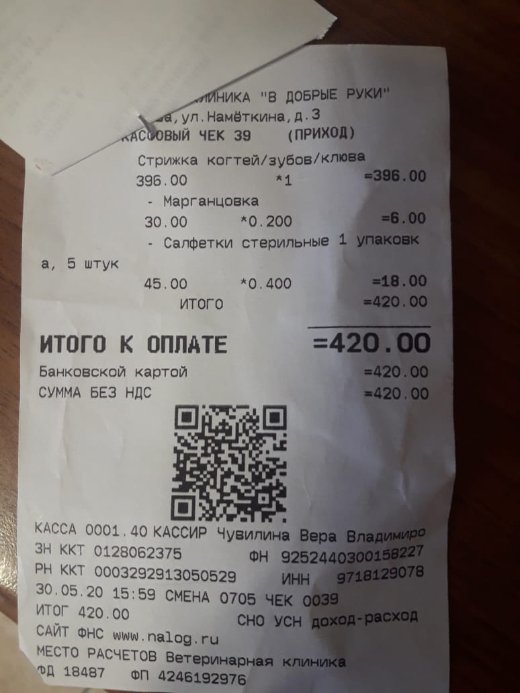 "В ДОБРЫЕ РУКИ"
ул.Намёткина,д.3
КАССОВЫЙ ЧЕК 39 (ПРИХОД)
Стрижка когтей/зубов/клюва
396.00 *1 =396.00
- Марганцовка
30.00 *0.200 =6.00
- Салфетки стерильные 1 упаковк
а, 5 штук
45.00 *0.400 =18.00
ИТОГО =420.00
ИТОГО К ОПЛАТЕ =420.00
Банковской картой =420.00
СУММА БЕЗ НДС =420.00
КАССА 0001.40 КАССИР Чувилина Вера Владимиро
ЗН ККТ 0128062375 ФН 9252440300158227
РН ККТ 0003292913050529 ИНН 9718129078
30.05.20 15:59 СМЕНА 0705 ЧЕК 0039
ИТОГ 420.00 СНО УСН доход-расход
САЙТ ФНС www.nalog.ru
МЕСТО РАСЧЕТОВ Ветеринарная клиника
ФД 18487 ФП 4246192976